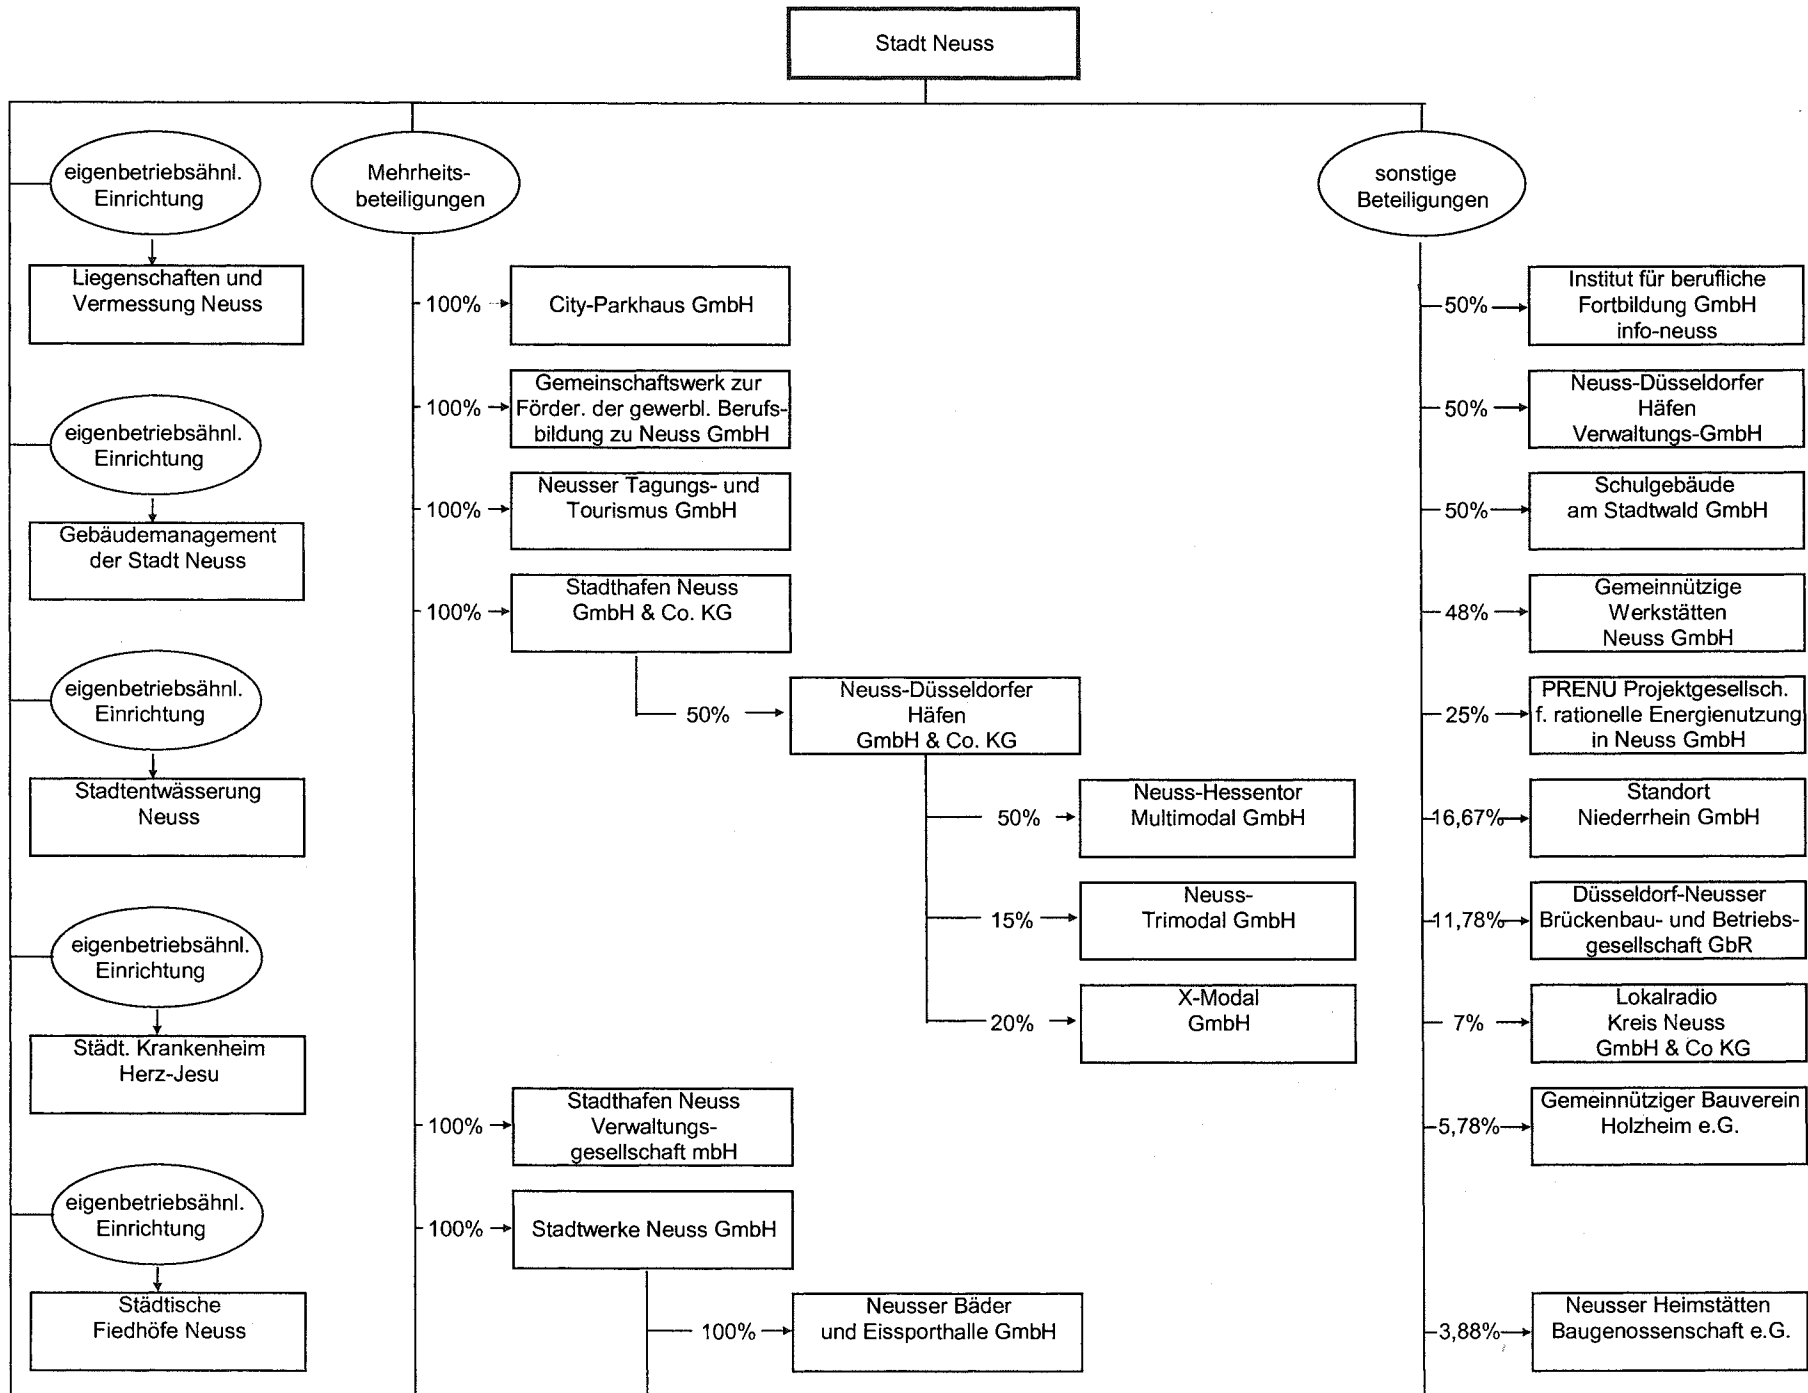 Stadt Neuss
eigenbetriebsähnl.
Einrichtung
Liegenschaften und
Vermessung Neuss
eigenbetriebsähnl.
Einrichtung
Gebäudemanagement
der Stadt Neuss
eigenbetriebsähnl.
Einrichtung
Stadtentwässerung
Neuss
eigenbetriebsähnl.
Einrichtung
Städt. Krankenheim
Herz-Jesu
eigenbetriebsähnl.
Einrichtung
Städtische
Fiedhöfe Neuss
Mehrheits-
beteiligungen
100%
City-Parkhaus GmbH
100%
Gemeinschaftswerk zur
Förder. der gewerbl. Berufs-
bildung zu Neuss GmbH
100%
Neusser Tagungs- und
Tourismus GmbH
100%
Stadthafen Neuss
GmbH & Co. KG
50%
Neuss-Düsseldorfer
Häfen
GmbH & Co. KG
50%
Neuss-Hessentor
Multimodal GmbH
15%
Neuss-
Trimodal GmbH
20%
X-Modal
GmbH
100%
Stadthafen Neuss
Verwaltungs-
gesellschaft mbH
100%
Stadtwerke Neuss GmbH
100%
Neusser Bäder
und Eissporthalle GmbH
sonstige
Beteiligungen
50%
Institut für berufliche
Fortbildung GmbH
info-neuss
50%
Neuss-Düsseldorfer
Häfen
Verwaltungs-GmbH
50%
Schulgebäude
am Stadtwald GmbH
48%
Gemeinnützige
Werkstätten
Neuss GmbH
25%
PRENU Projektgesellsch.
f. rationelle Energienutzung
in Neuss GmbH
16,67%
Standort
Niederrhein GmbH
11,78%
Düsseldorf-Neusser
Brückenbau- und Betriebs-
gesellschaft GbR
7%
Lokalradio
Kreis Neuss
GmbH & Co KG
5,78%
Gemeinnütziger Bauverein
Holzheim e.G.
3,88%
Neusser Heimstätten
Baugenossenschaft e.G.